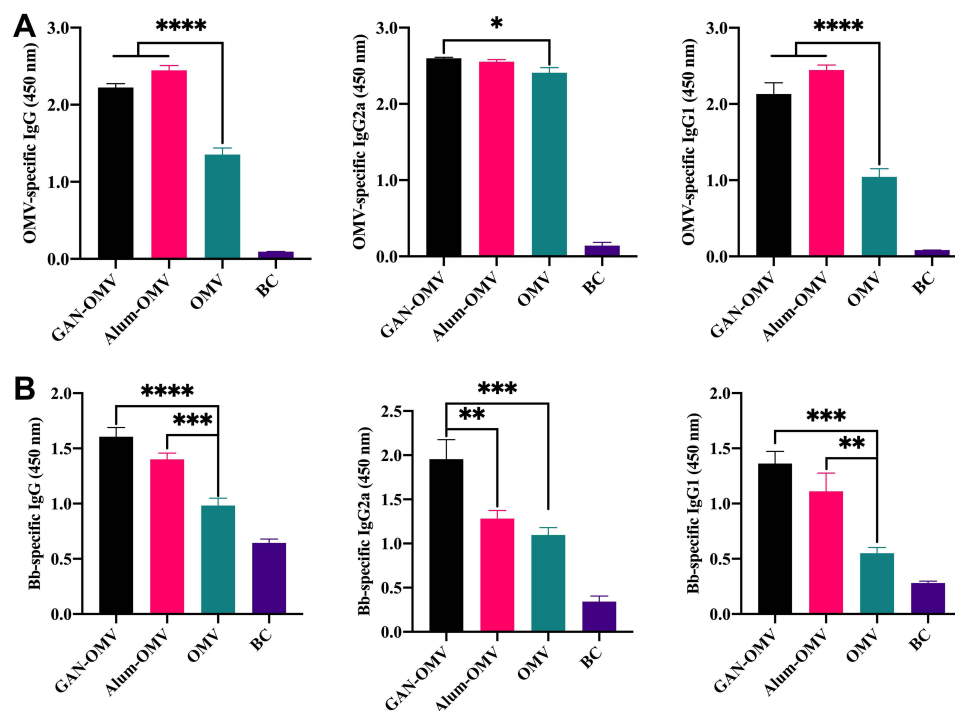 A
OMV-specific IgG (450 nm)
3.0
2.0
1.0
0.0
****
GAN-OMV
Alum-OMV
OMV
BC
OMV-specific IgG2a (450 nm)
3.0
2.0
1.0
0.0
*
GAN-OMV
Alum-OMV
OMV
BC
OMV-specific IgG1 (450 nm)
3.0
2.0
1.0
0.0
****
GAN-OMV
Alum-OMV
OMV
BC
B
Bb-specific IgG (450 nm)
2.0
1.5
1.0
0.5
0.0
****
***
GAN-OMV
Alum-OMV
OMV
BC
Bb-specific IgG2a (450 nm)
2.5
2.0
1.5
1.0
0.5
0.0
***
**
GAN-OMV
Alum-OMV
OMV
BC
Bb-specific IgG1 (450 nm)
2.0
1.5
1.0
0.5
0.0
***
**
GAN-OMV
Alum-OMV
OMV
BC